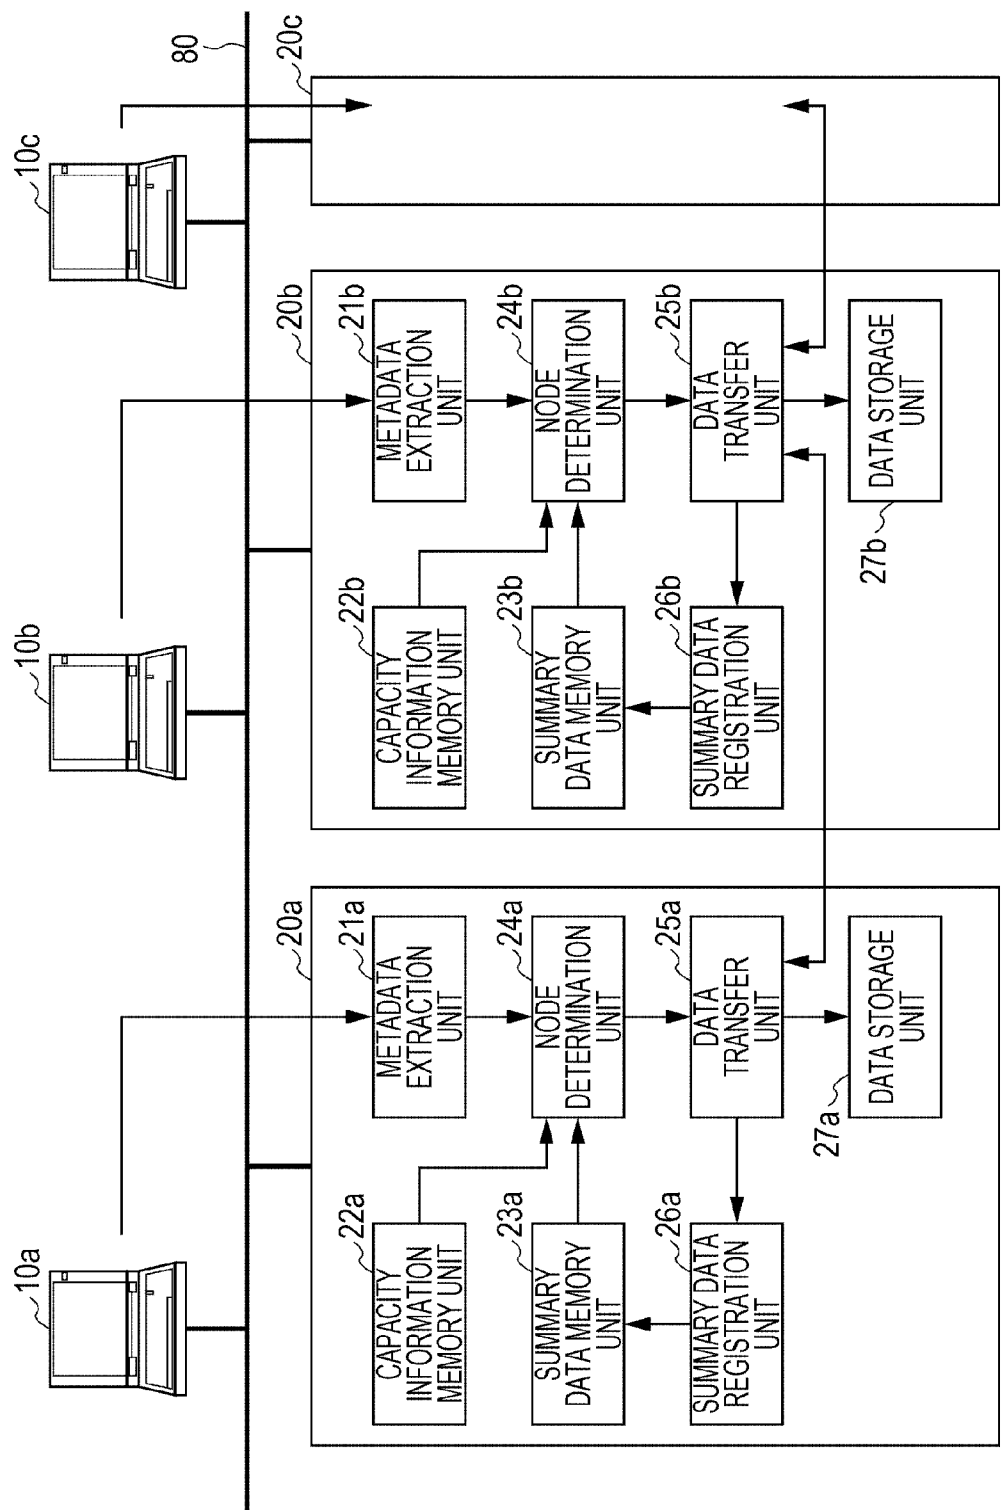 10a
10b
10c
80
20a
21a
METADATA
EXTRACTION
UNIT
22a
CAPACITY
INFORMATION
MEMORY UNIT
24a
NODE
DETERMINATION
UNIT
23a
SUMMARY
DATA MEMORY
UNIT
25a
DATA
TRANSFER
UNIT
26a
SUMMARY DATA
REGISTRATION
UNIT
27a
DATA STORAGE
UNIT
20b
21b
METADATA
EXTRACTION
UNIT
22b
CAPACITY
INFORMATION
MEMORY UNIT
24b
NODE
DETERMINATION
UNIT
23b
SUMMARY
DATA MEMORY
UNIT
25b
DATA
TRANSFER
UNIT
26b
SUMMARY DATA
REGISTRATION
UNIT
27b
DATA STORAGE
UNIT
20c